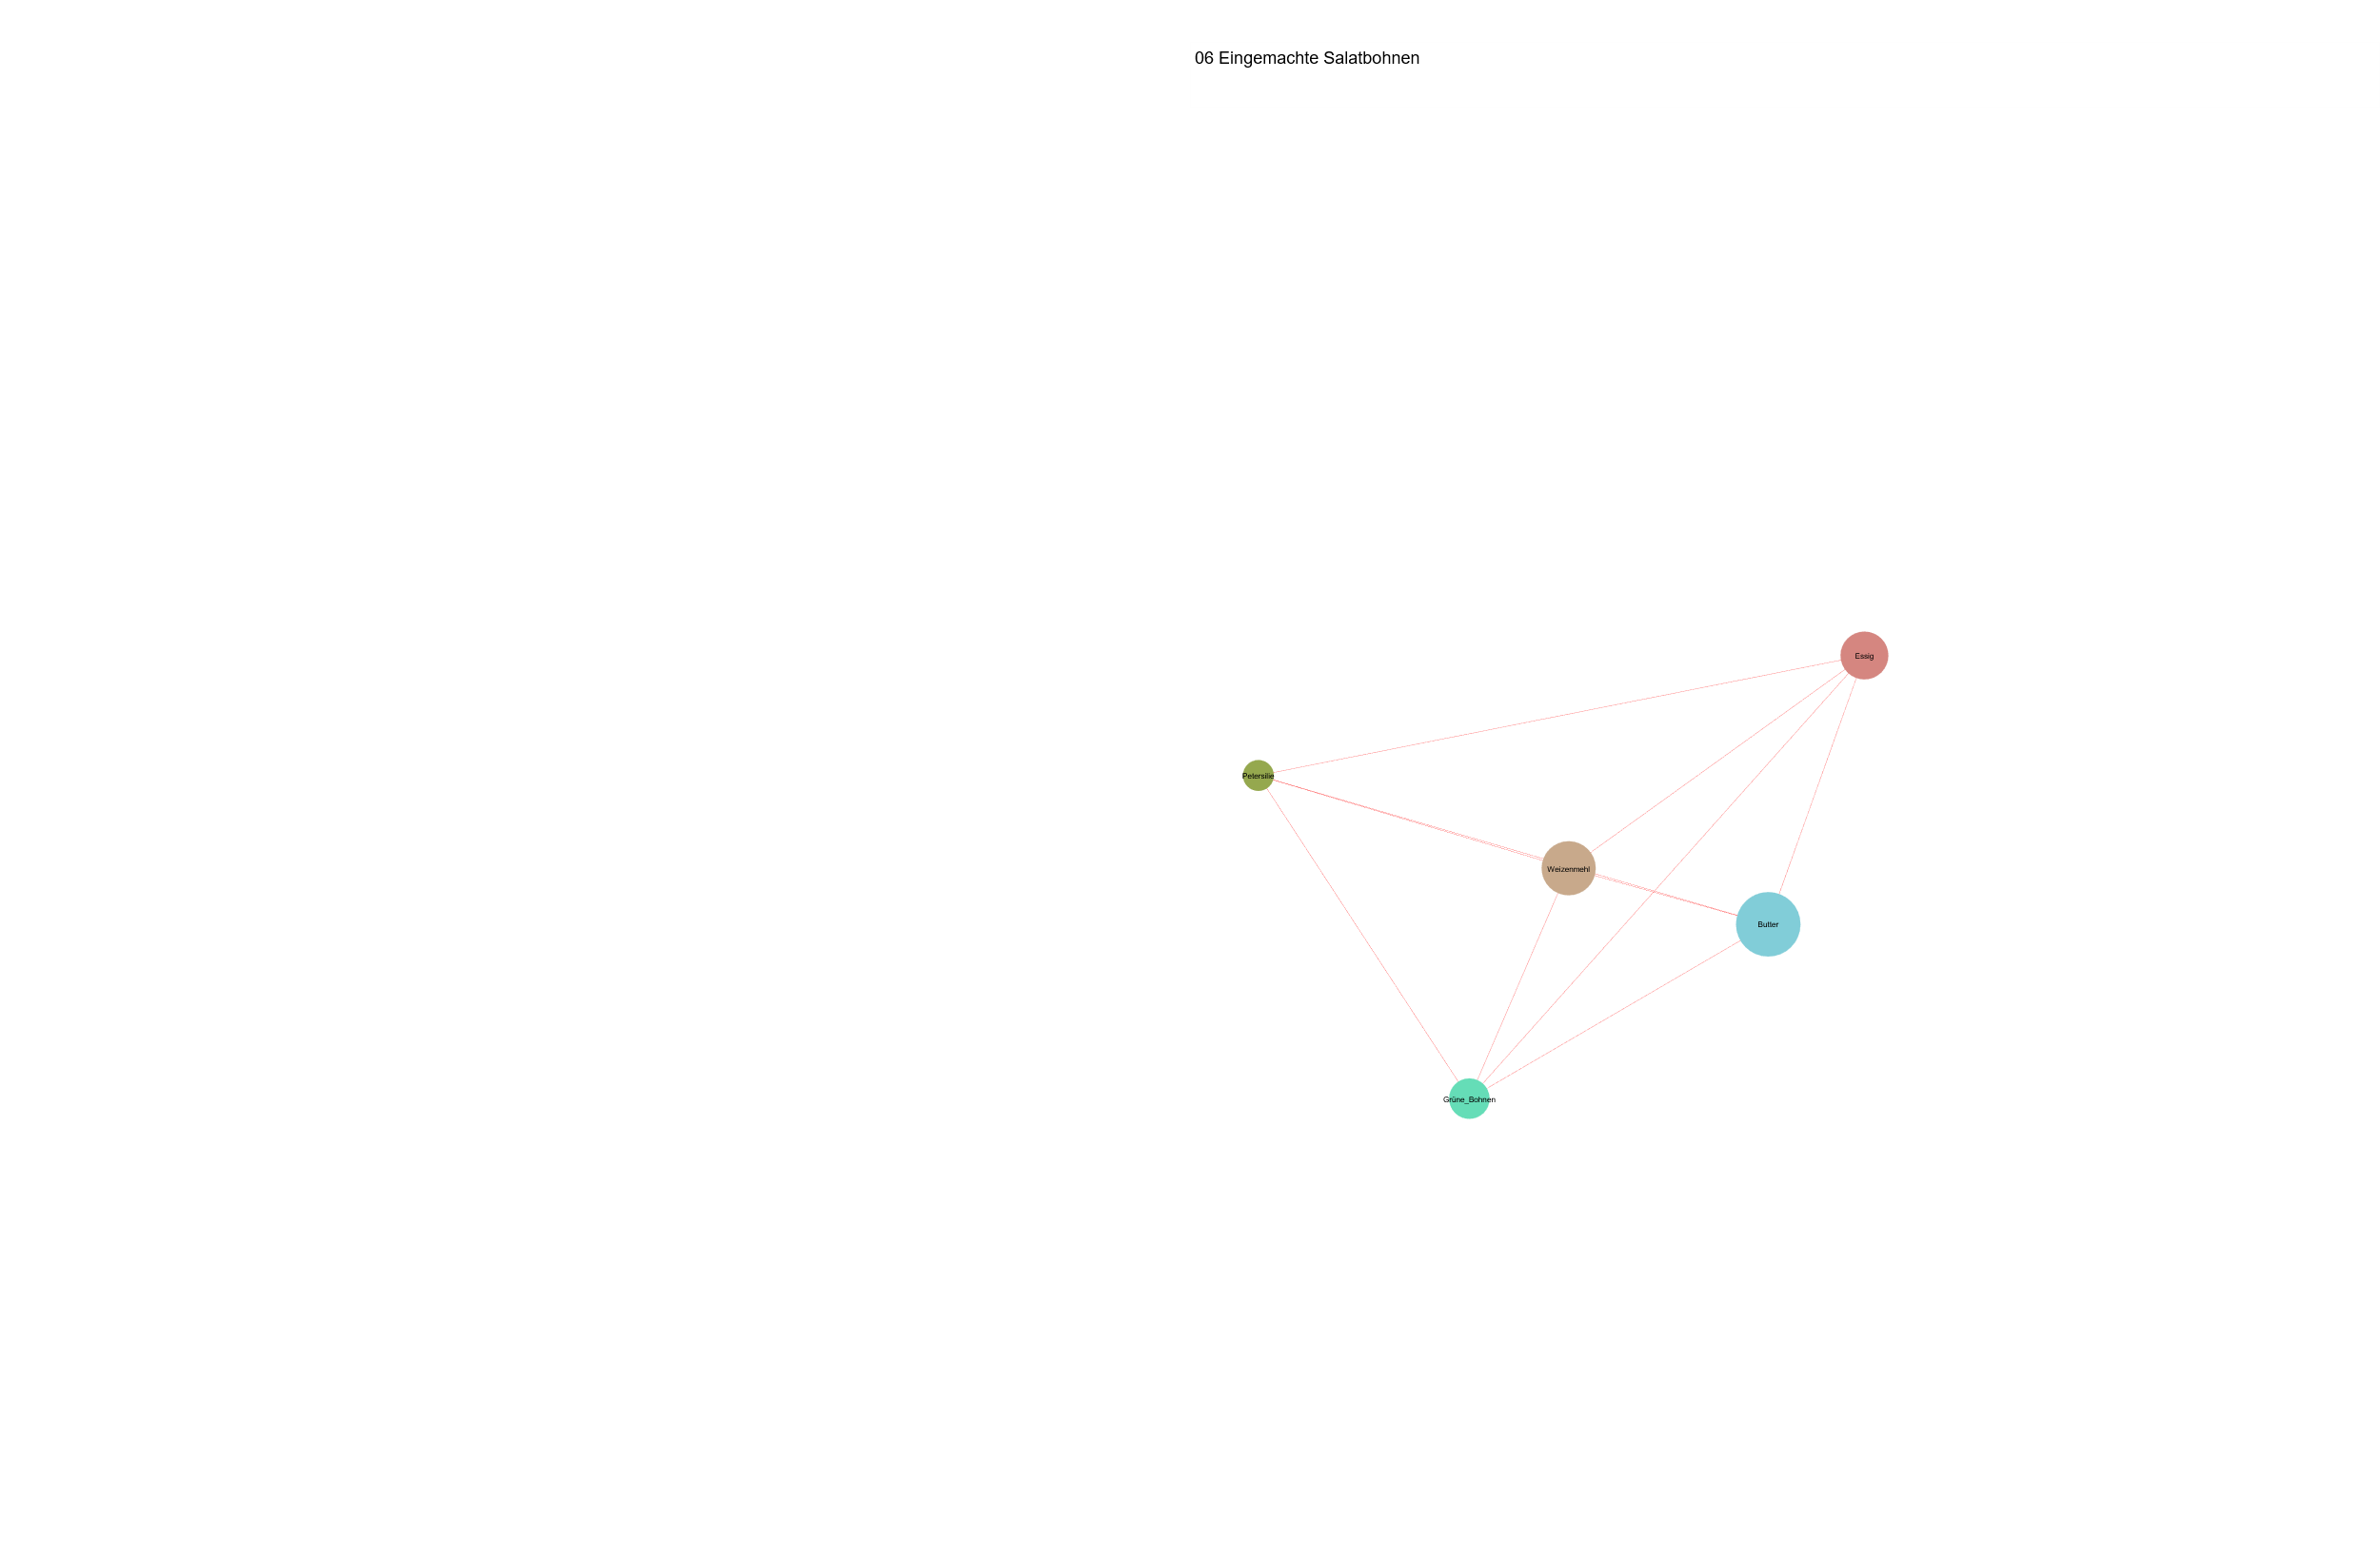 06 Eingemachte Salatbohnen
Essig
Petersilie
Weizenmehl
Butter
Grüne_Bohnen